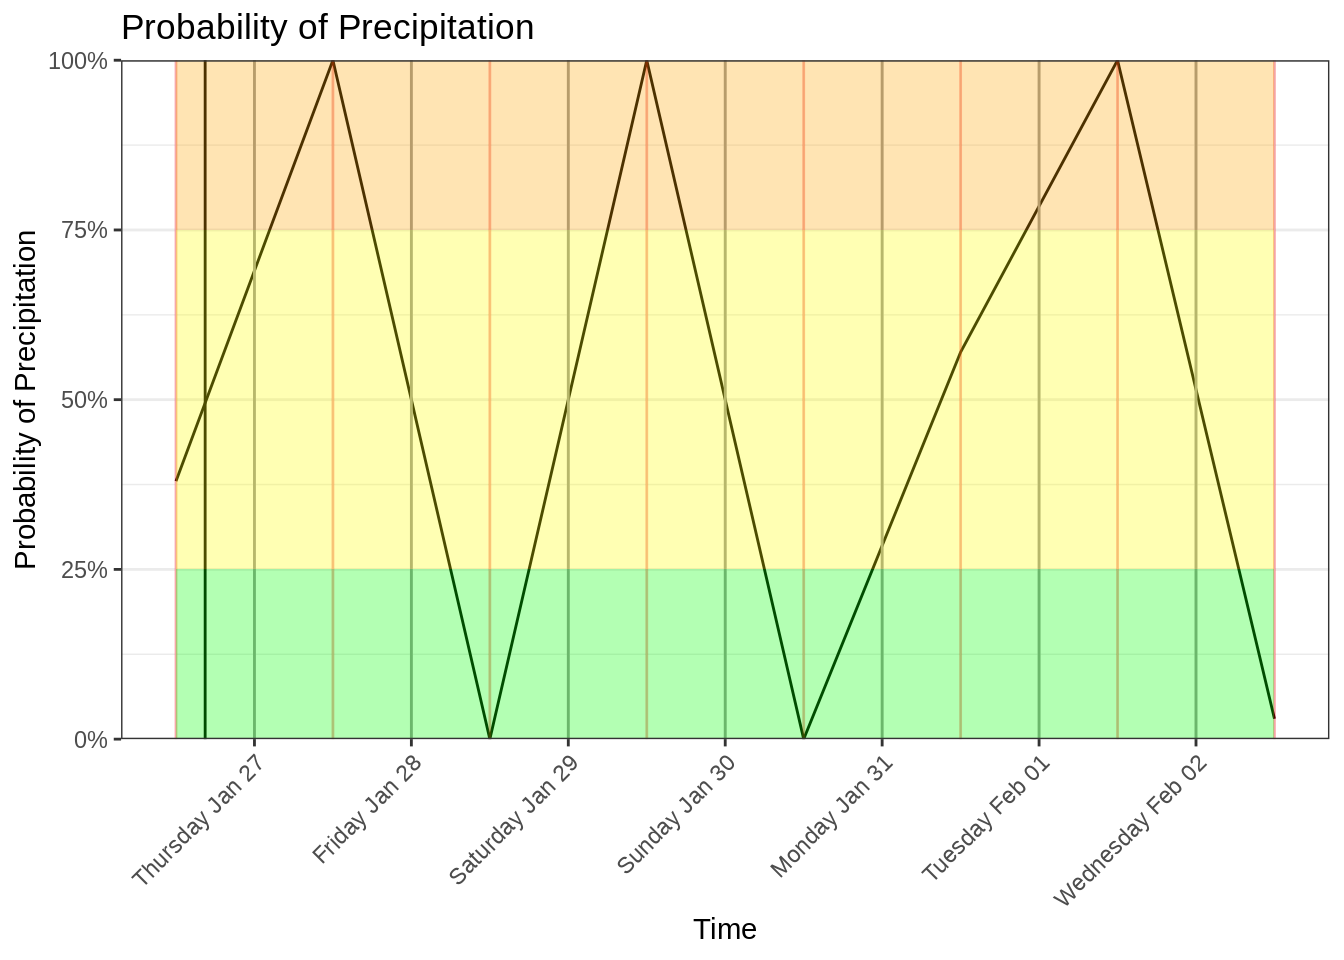 Probability of Precipitation
Probability of Precipitation
100%
75%
50%
25%
0%
Thursday Jan 27
Friday Jan 28
Saturday Jan 29
Sunday Jan 30
Monday Jan 31
Tuesday Feb 01
Wednesday Feb 02
Time